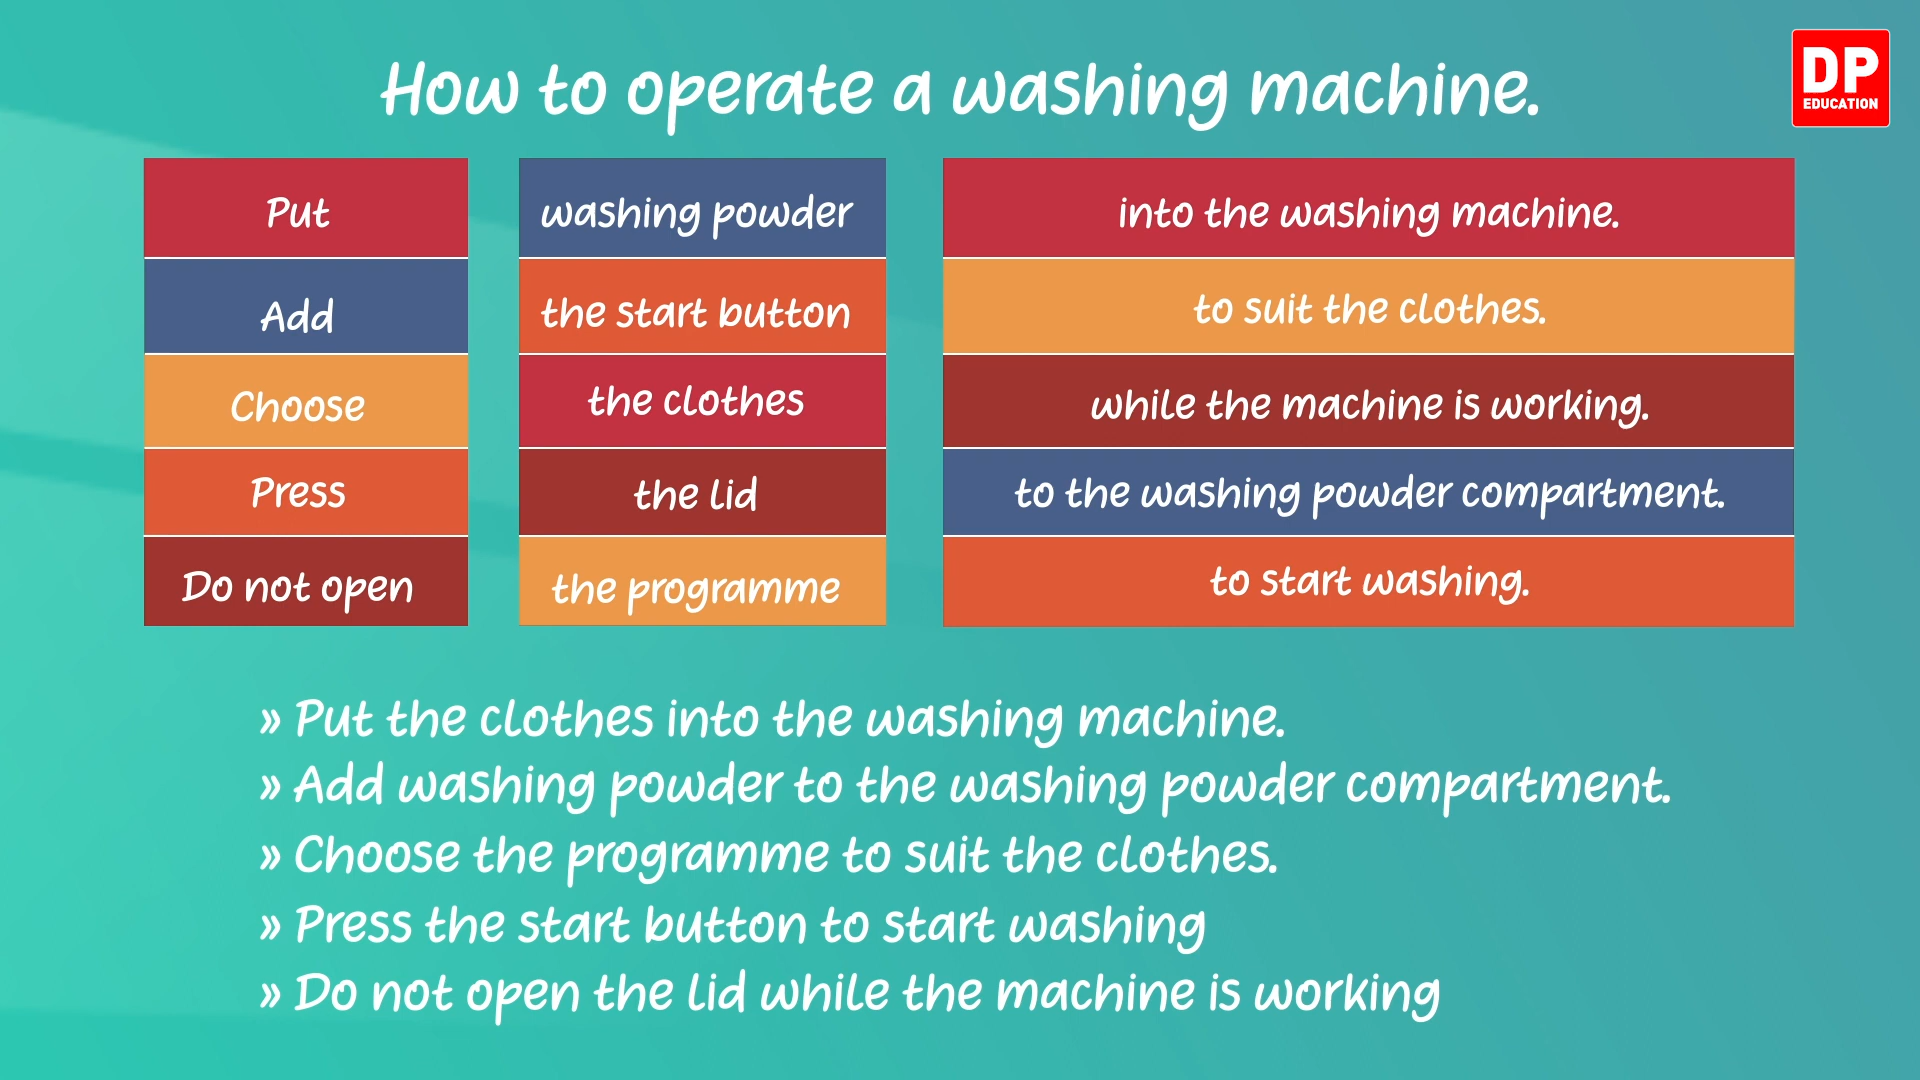 How to operate a washing machine.
DP
EDUCATION
Put
washing powder
into the washing machine.
Add
the start button
to suit the clothes.
Choose
the clothes
while the machine is working.
Press
the lid
to the washing powder compartment.
Do not open
the programme
to start washing.
» Put the clothes into the washing machine.
» Add washing powder to the washing powder compartment.
» Choose the programme to suit the clothes.
» Press the start button to start washing
» Do not open the lid while the machine is working